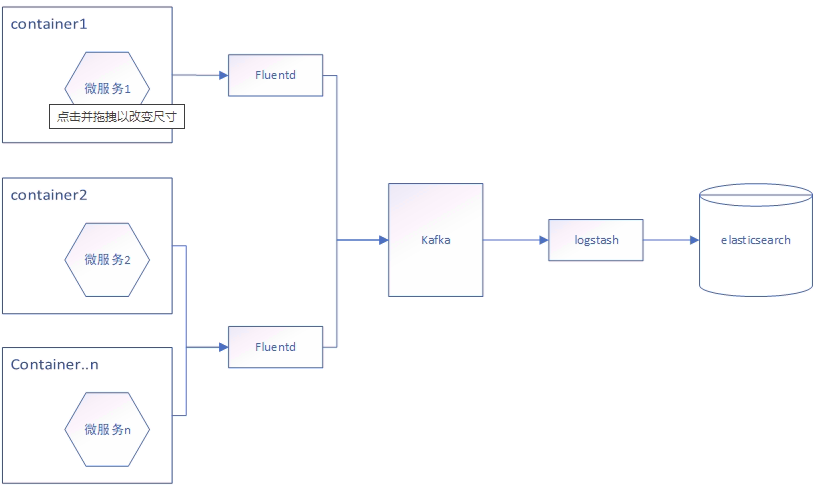 container1
微服务1
点击并拖拽以改变尺寸
Fluentd
container2
微服务2
Kafka
logstash
elasticsearch
Fluentd
Container..n
微服务n